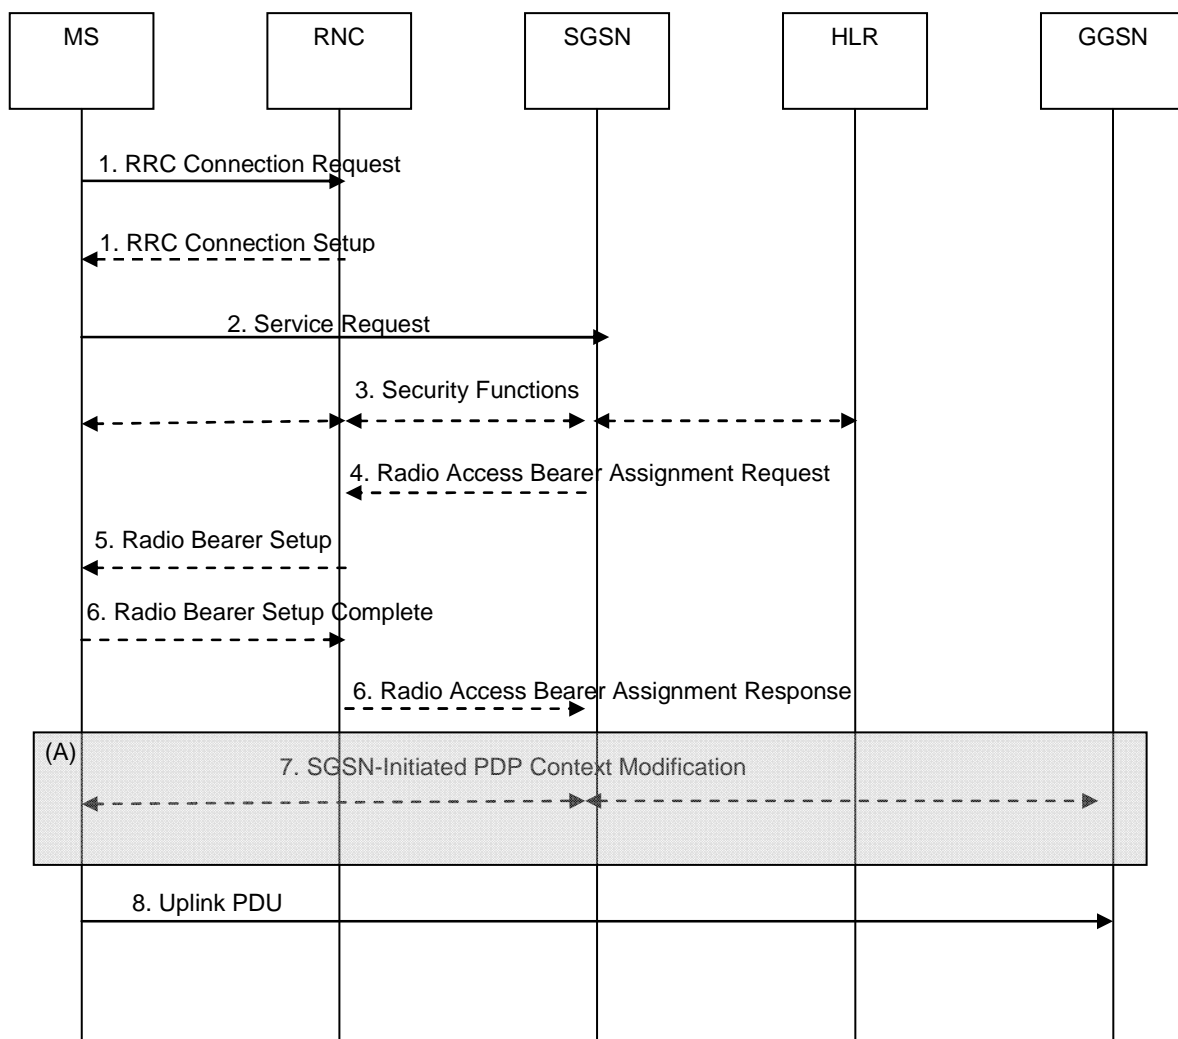 MS
RNC
SGSN
HLR
GGSN
1. RRC Connection Request
1. RRC Connection Setup
2. Service Request
3. Security Functions
4. Radio Access Bearer Assignment Request
5. Radio Bearer Setup
6. Radio Bearer Setup Complete
6. Radio Access Bearer Assignment Response
(A)
7. SGSN-Initiated PDP Context Modification
8. Uplink PDU